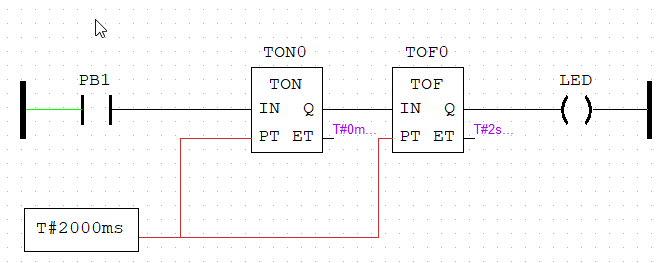 TON0 TOF0
PB1 TON TOF LED
IN Q IN Q
PT ET T#0m... PT ET T#2s...
T#2000ms